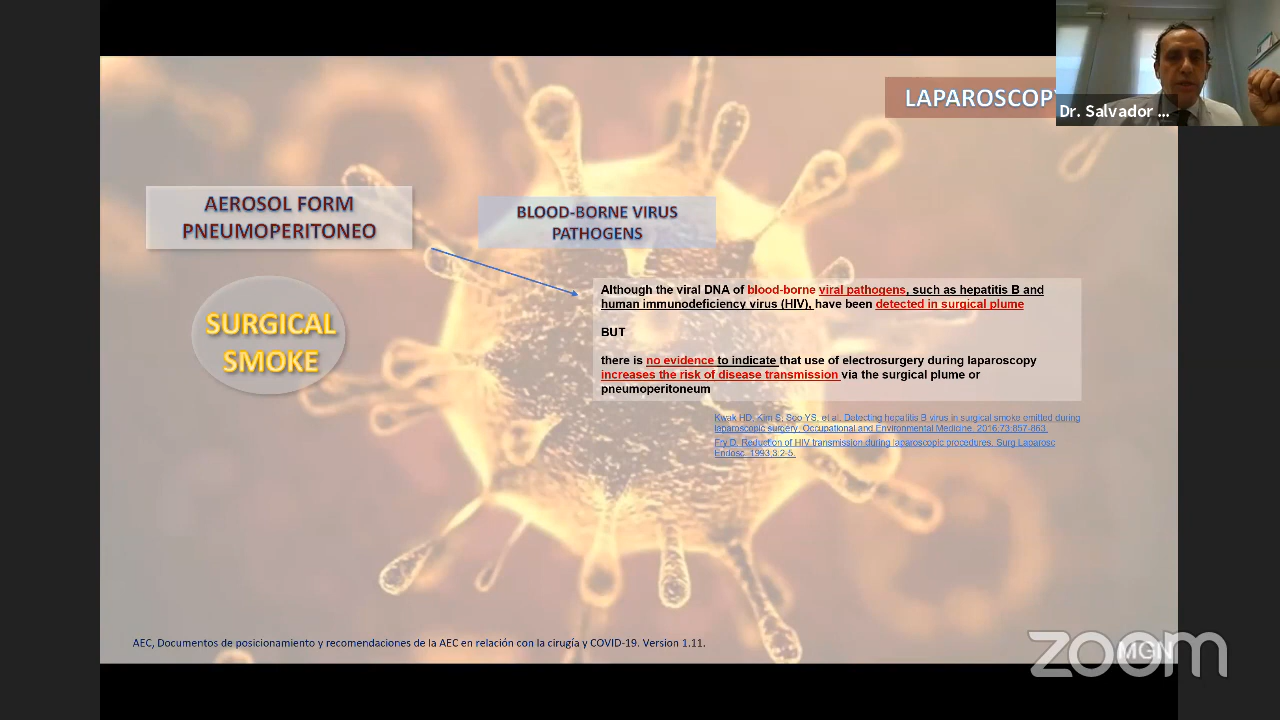 LAPAROSCOPY
Dr. Salvador ...
AEROSOL FORM
PNEUMOPERITONEO
BLOOD-BORNE VIRUS
PATHOGENS
SURGICAL
SMOKE
Although the viral DNA of blood-borne viral pathogens, such as hepatitis B and
human immunodeficiency virus (HIV), have been detected in surgical plume
BUT
there is no evidence to indicate that use of electrosurgery during laparoscopy
increases the risk of disease transmission via the surgical plume or
pneumoperitoneum
Kwak HD, Kim S, Seo YS, et al. Detecting hepatitis B virus in surgical smoke emitted during
laparoscopic surgery. Occupational and Environmental Medicine. 2016;73:857-863.
Fry D. Reduction of HIV transmission during laparoscopic procedures. Surg Laparosc
Endosc. 1993;3:2-5.
AEC, Documentos de posicionamiento y recomendaciones de la AEC en relación con la cirugía y COVID-19. Version 1.11.
zoom
MGN